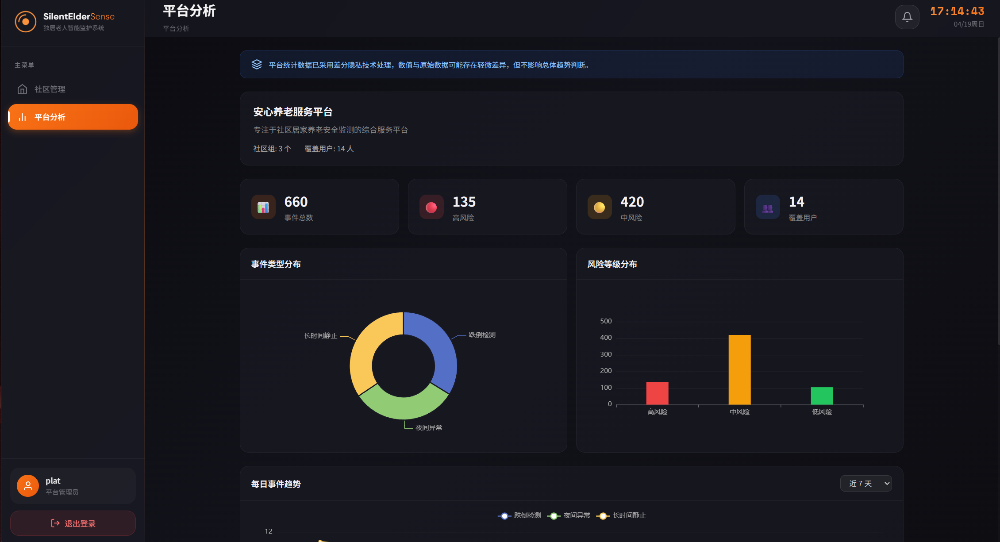 SilentElderSense
独居老人智能监护系统
主菜单
社区管理
平台分析
plat
平台管理员
退出登录
平台分析
平台分析
17:14:43
04/19周日
平台统计数据已采用差分隐私技术处理，数值与原始数据可能存在轻微差异，但不影响总体趋势判断。
安心养老服务平台
专注于社区居家养老安全监测的综合服务平台
社区组: 3 个 覆盖用户: 14 人
660
事件总数
135
高风险
420
中风险
14
覆盖用户
事件类型分布
长时间静止
跌倒检测
夜间异常
风险等级分布
500
400
300
200
100
0
高风险 中风险 低风险
每日事件趋势
近 7 天
跌倒检测 夜间异常 长时间静止
12